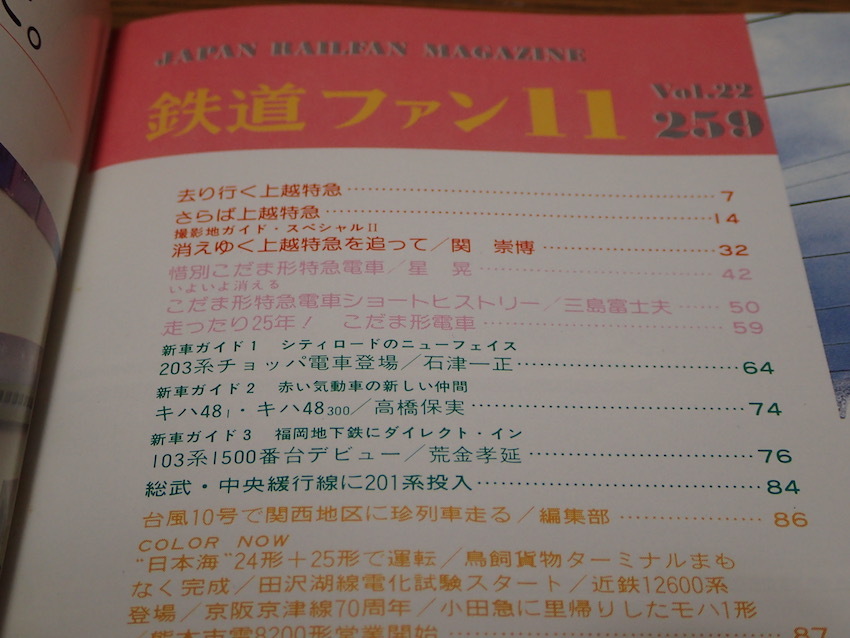 JAPAN RAILFAN MAGAZINE
鉄道ファン 11 Vol.22 259
去り行く上越特急 7
さらば上越特急 14
撮影地ガイド・スペシャルII
消えゆく上越特急を追って/関 崇博 32
惜別こだま形特急電車/星 晃 42
いよいよ消える
こだま形特急電車ショートヒストリー/三島富士夫 50
走ったり25年! こだま形電車 59
新車ガイド1 シティロードのニューフェイス
203系チョッパ電車登場/石津一正 64
新車ガイド2 赤い気動車の新しい仲間
キハ481・キハ48300/高橋保実 74
新車ガイド3 福岡地下鉄にダイレクト・イン
103系1500番台デビュー/荒金孝延 76
総武・中央緩行線に201系投入 84
台風10号で関西地区に珍列車走る/編集部 86
COLOR NOW
"日本海"24形+25形で運転/鳥飼貨物ターミナルまも
なく完成/田沢湖線電化試験スタート/近鉄12600系
登場/京阪京津線70周年/小田急に里帰りしたモハ1形
/熊本市電8200形営業開始 87